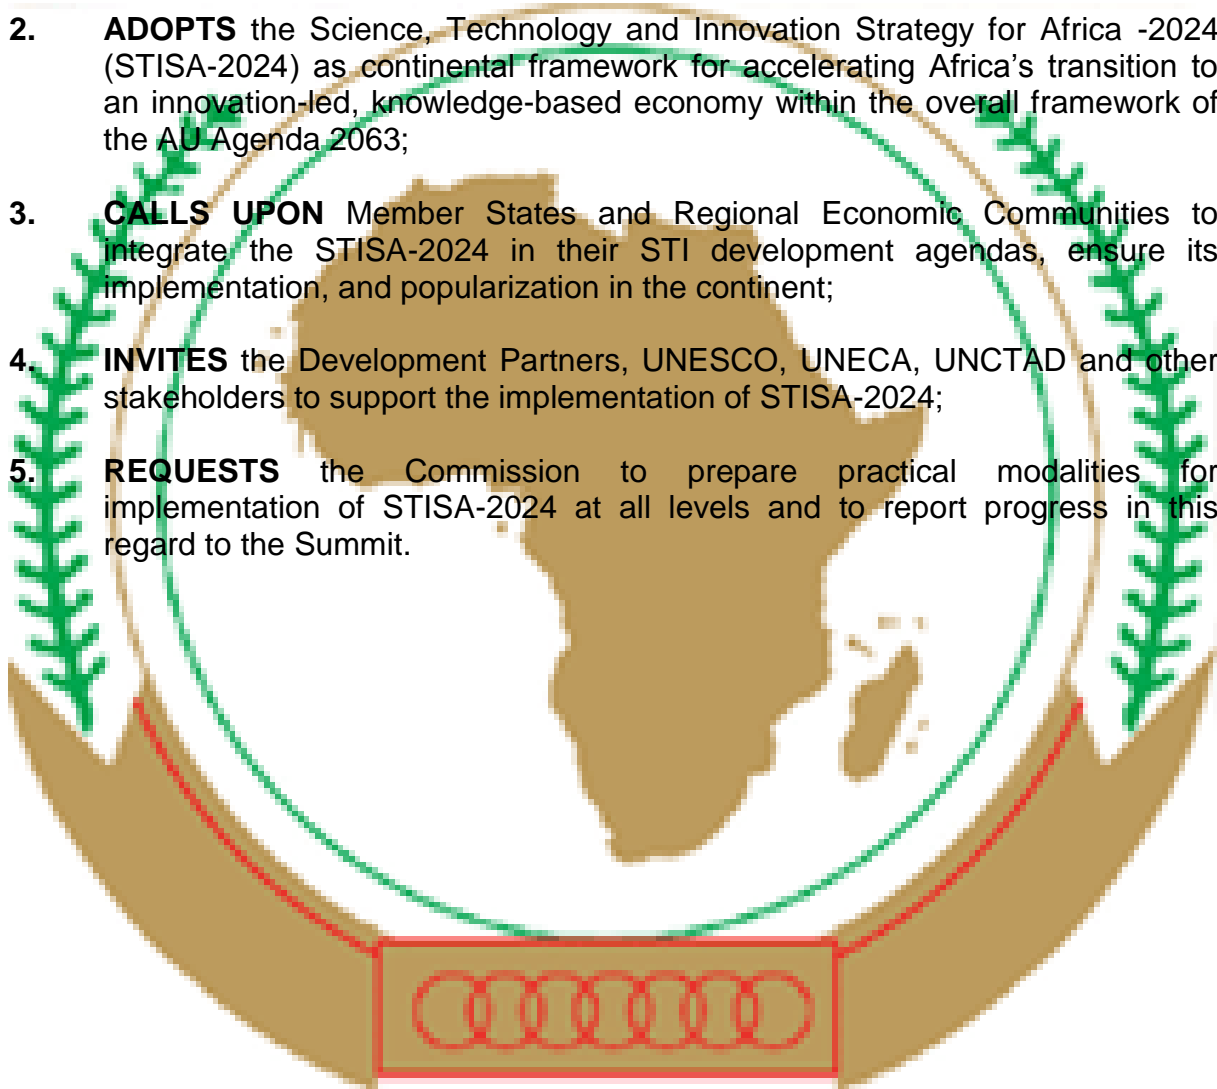 2. ADOPTS the Science, Technology and Innovation Strategy for Africa -2024
(STISA-2024) as continental framework for accelerating Africa's transition to
an innovation-led, knowledge-based economy within the overall framework of
the AU Agenda 2063;
3. CALLS UPON Member States and Regional Economic Communities to
integrate the STISA-2024 in their STI development agendas, ensure its
implementation, and popularization in the continent;
4. INVITES the Development Partners, UNESCO, UNECA, UNCTAD and other
stakeholders to support the implementation of STISA-2024;
5. REQUESTS the Commission to prepare practical modalities for
implementation of STISA-2024 at all levels and to report progress in this
regard to the Summit.